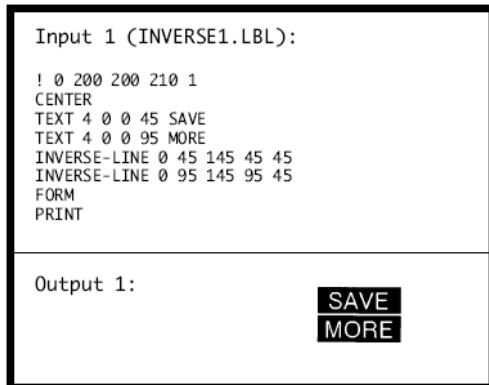 Input 1 (INVERSE1.LBL):
! 0 200 200 210 1
CENTER
TEXT 4 0 0 45 SAVE
TEXT 4 0 0 95 MORE
INVERSE-LINE 0 45 145 45 45
INVERSE-LINE 0 95 145 95 45
FORM
PRINT
Output 1:
SAVE
MORE